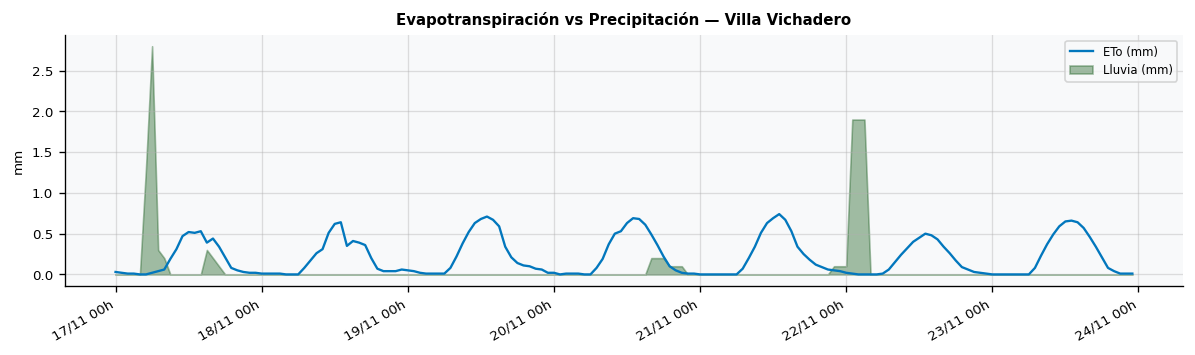 Evapotranspiración vs Precipitación — Villa Vichadero
ETo (mm)
Lluvia (mm)
mm
2.5
2.0
1.5
1.0
0.5
0.0
17/11 00h
18/11 00h
19/11 00h
20/11 00h
21/11 00h
22/11 00h
23/11 00h
24/11 00h